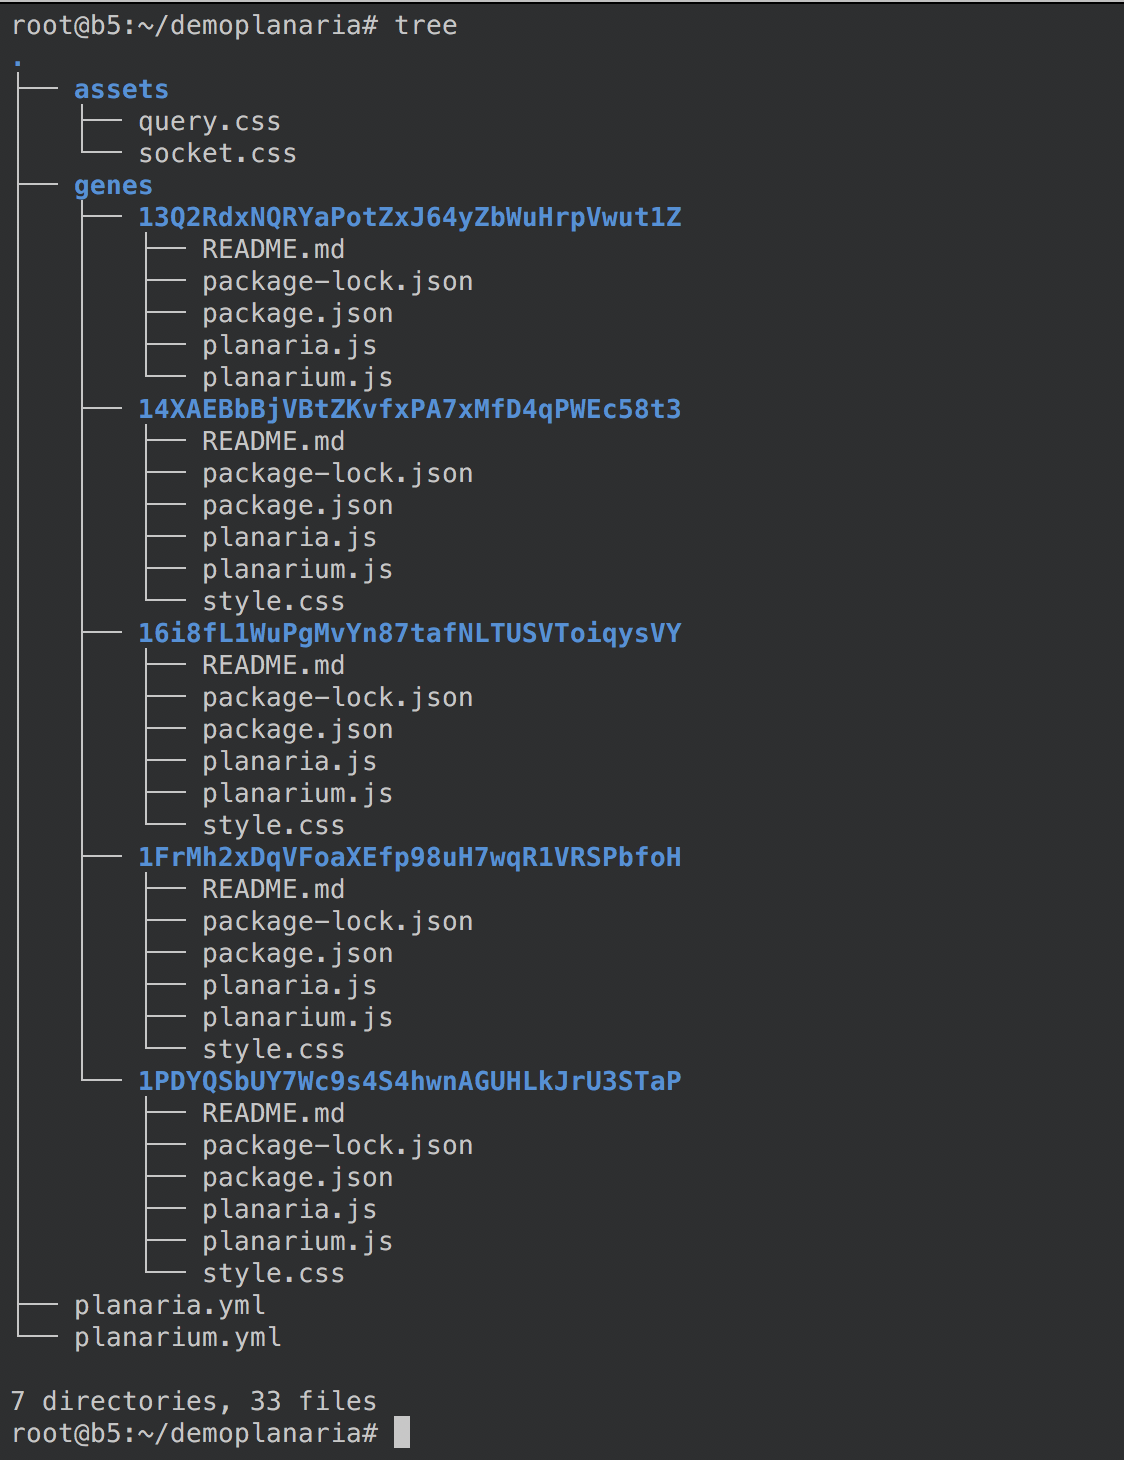 root@b5:~/demoplanaria# tree
.
├── assets
│   ├── query.css
│   └── socket.css
├── genes
│   ├── 13Q2RdxNQRYaPotZxJ64yZbWuHrpVwut1Z
│   │   ├── README.md
│   │   ├── package-lock.json
│   │   ├── package.json
│   │   ├── planaria.js
│   │   └── planarium.js
│   ├── 14XAEBbBjVBtZKvfxPA7xMfD4qPWEc58t3
│   │   ├── README.md
│   │   ├── package-lock.json
│   │   ├── package.json
│   │   ├── planaria.js
│   │   ├── planarium.js
│   │   └── style.css
│   ├── 16i8fL1WuPgMvYn87tafNLTUSVToiqysVY
│   │   ├── README.md
│   │   ├── package-lock.json
│   │   ├── package.json
│   │   ├── planaria.js
│   │   ├── planarium.js
│   │   └── style.css
│   ├── 1FrMh2xDqVFoaXEfp98uH7wqR1VRSPbfoH
│   │   ├── README.md
│   │   ├── package-lock.json
│   │   ├── package.json
│   │   ├── planaria.js
│   │   ├── planarium.js
│   │   └── style.css
│   └── 1PDYQSbUY7Wc9s4S4hwnAGUHLkJrU3STaP
│       ├── README.md
│       ├── package-lock.json
│       ├── package.json
│       ├── planaria.js
│       ├── planarium.js
│       └── style.css
├── planaria.yml
└── planarium.yml

7 directories, 33 files
root@b5:~/demoplanaria#